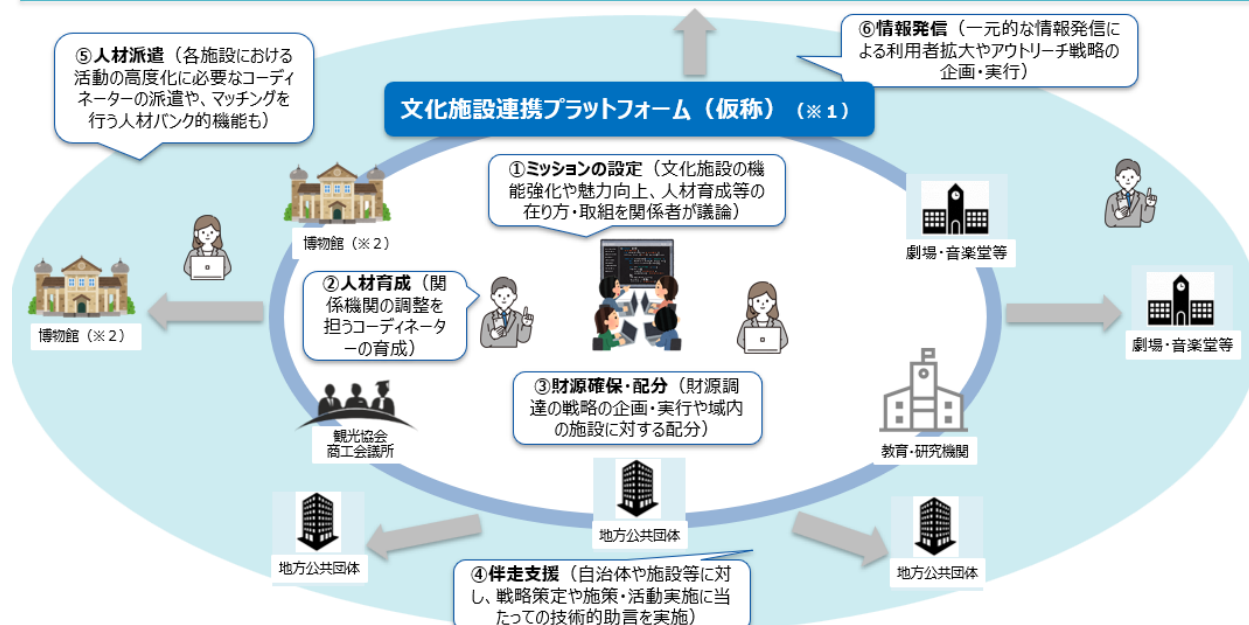 ⑤人材派遣（各施設における
活動の高度化に必要なコーディ
ネーターの派遣や、マッチングを
行う人材バンク的機能も）
⑥情報発信（一元的な情報発信に
よる利用者拡大やアウトリーチ戦略の
企画・実行）
文化施設連携プラットフォーム（仮称）（※１）
①ミッションの設定（文化施設の機
能強化や魅力向上、人材育成等の
在り方・取組を関係者が議論）
博物館（※２）
劇場・音楽堂等
②人材育成（関
係機関の調整を
担うコーディネータ
ーの育成）
博物館（※２）
劇場・音楽堂等
③財源確保・配分（財源調
達の戦略の企画・実行や域内
の施設に対する配分）
観光協会
商工会議所
教育・研究機関
地方公共団体
地方公共団体
地方公共団体
④伴走支援（自治体や施設等に対
し、戦略策定や施策・活動実施に当
たっての技術的助言を実施）